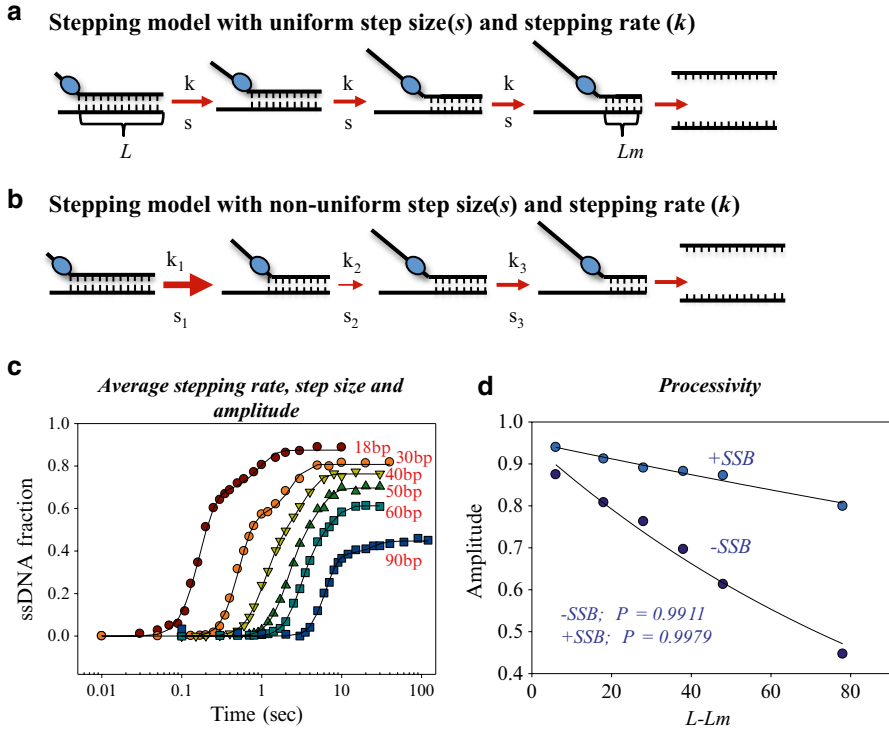 a
Stepping model with uniform step size(s) and stepping rate (k)
k k k
s s s
L Lm
b
Stepping model with non-uniform step size(s) and stepping rate (k)
k1 k2 k3
s1 s2 s3
c
Average stepping rate, step size and
amplitude
ssDNA fraction
1.0
0.8
0.6
0.4
0.2
0.0
18bp
30bp
40bp
50bp
60bp
90bp
0.01 0.1 1 10 100
Time (sec)
d
Processivity
Amplitude
1.0
0.9
0.8
0.7
0.6
0.5
0.4
+SSB
-SSB
-SSB; P = 0.9911
+SSB; P = 0.9979
0 20 40 60 80
L-Lm